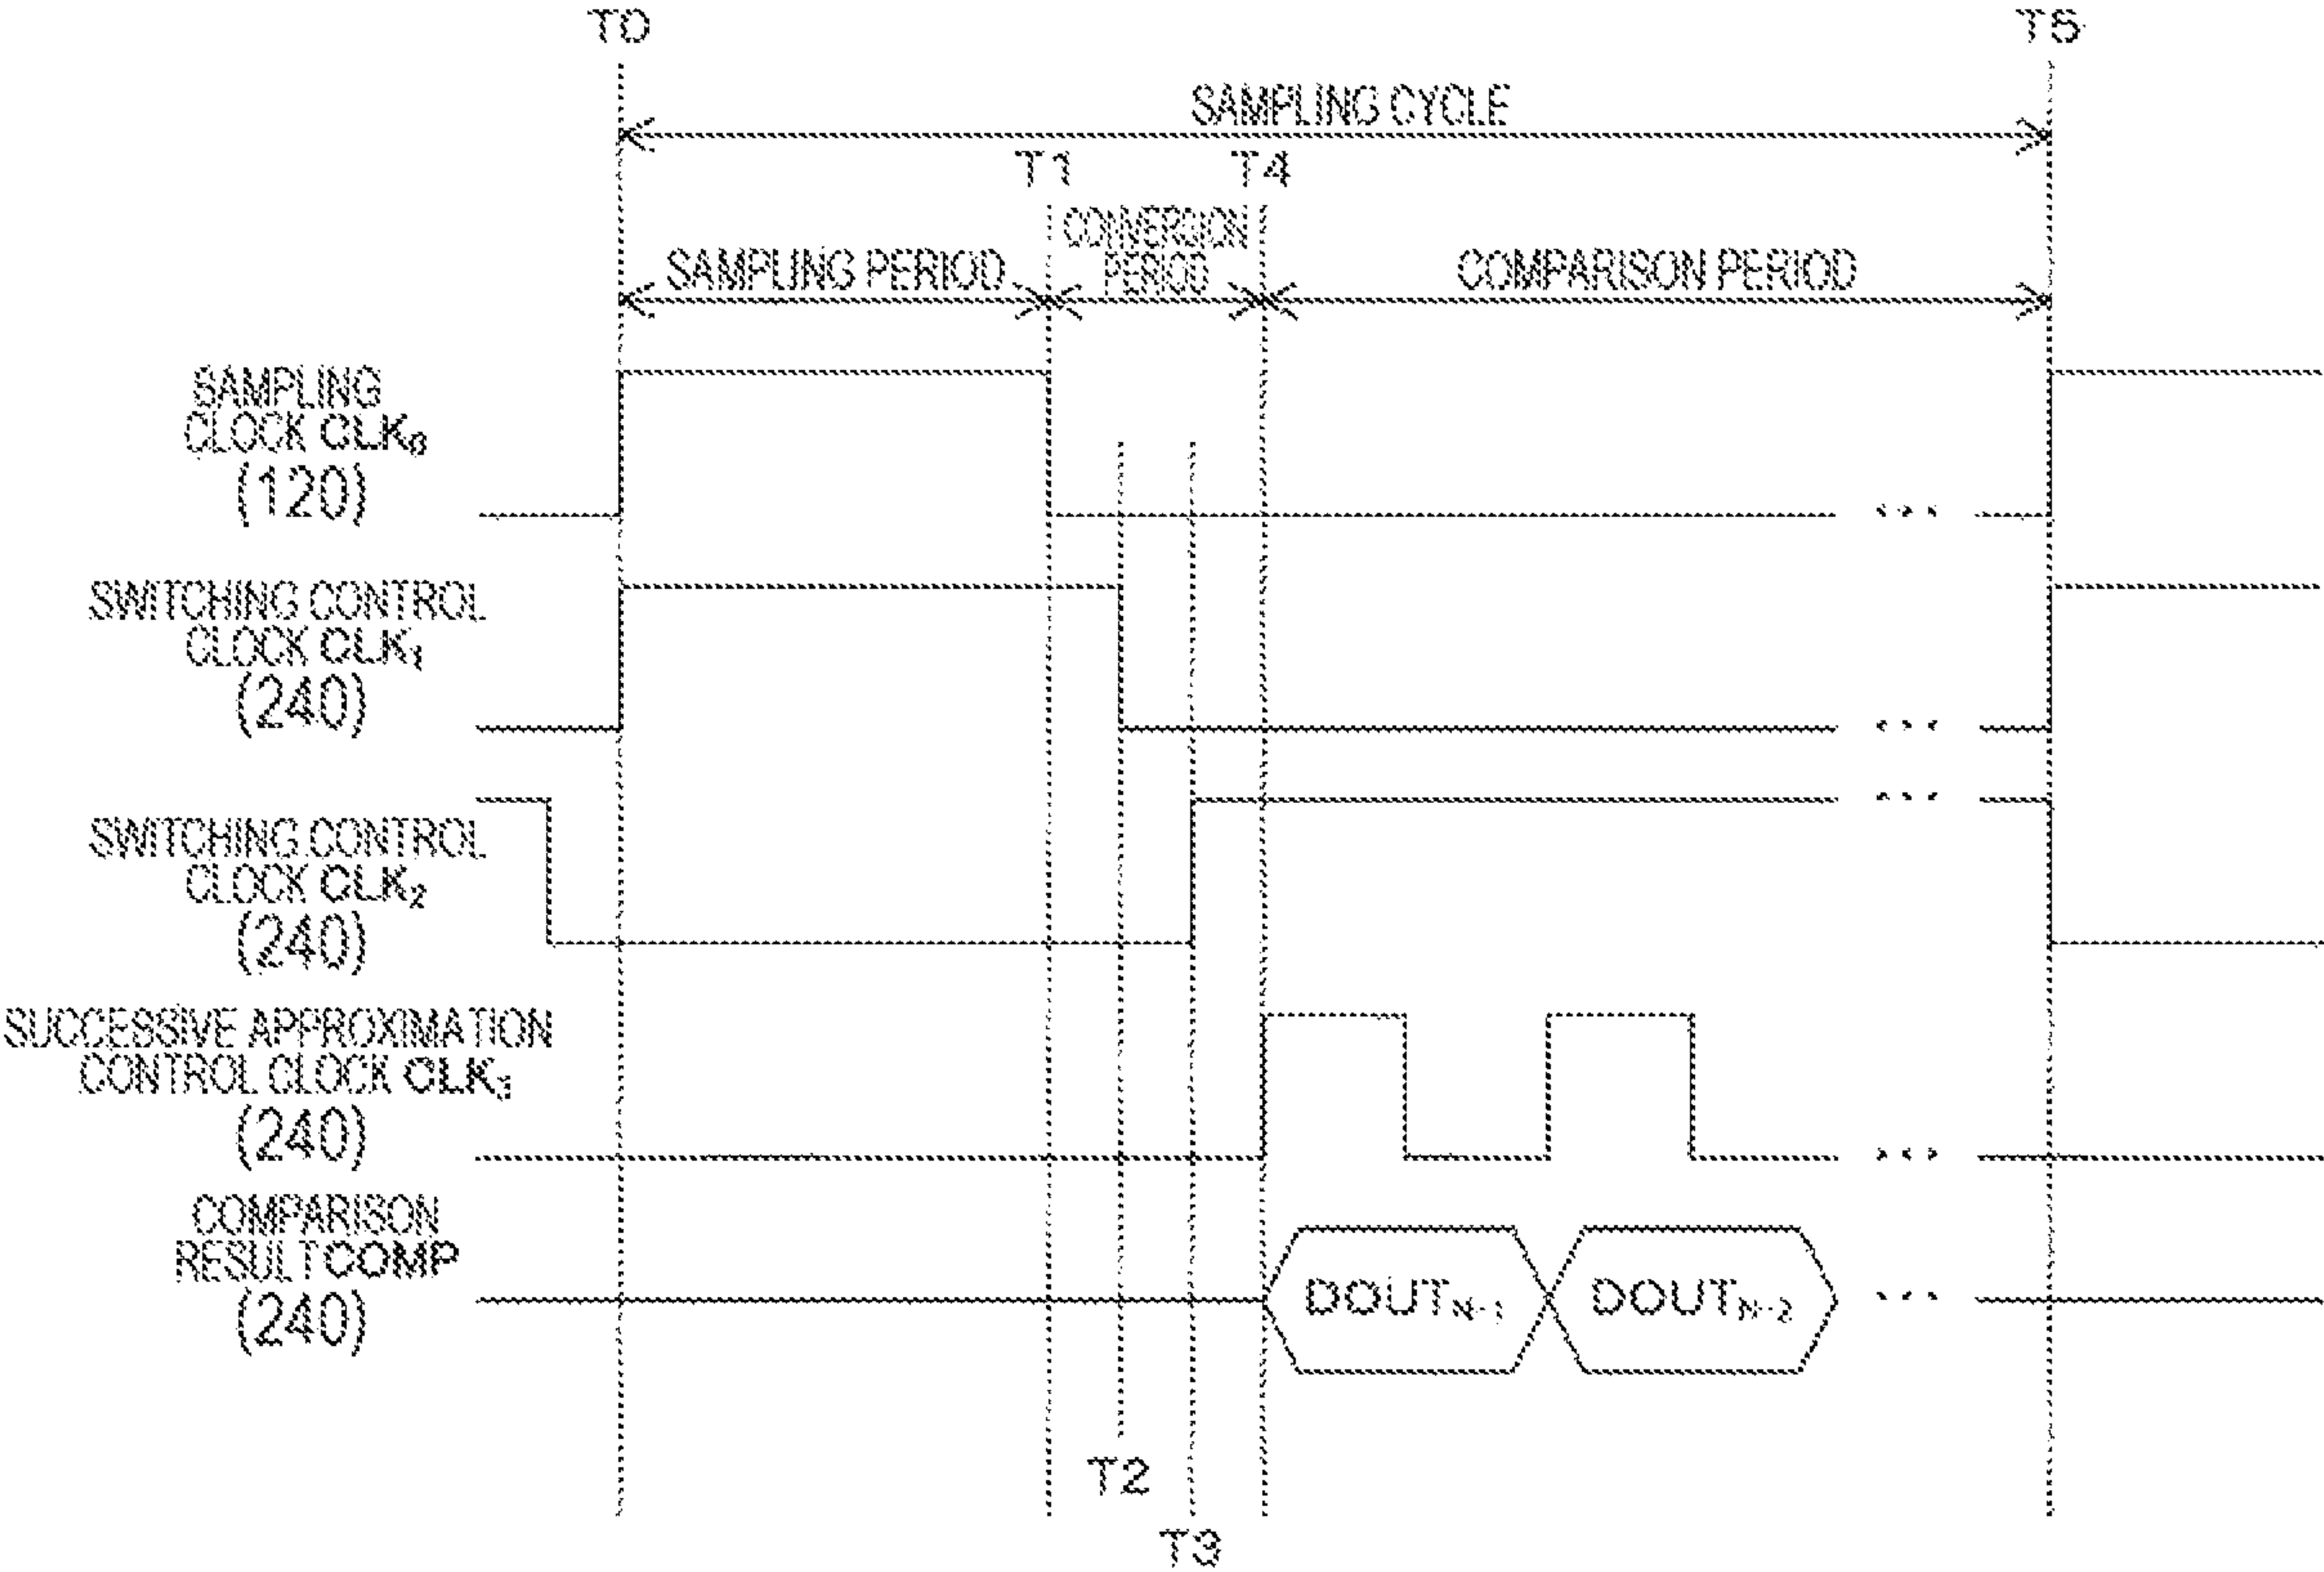 T0
T5
SAMPLING CYCLE
T1
T4
CONVERSION
PERIOD
SAMPLING PERIOD
COMPARISON PERIOD
SAMPLING
CLOCK CLK₀
(120)
...
SWITCHING CONTROL
CLOCK CLK₁
(240)
...
SWITCHING CONTROL
CLOCK CLK₂
(240)
...
SUCCESSIVE APPROXIMATION
CONTROL CLOCK CLK₃
(240)
...
COMPARISON
RESULT COMP
(240)
DOUTN-1
DOUTN-2
...
T2
T3